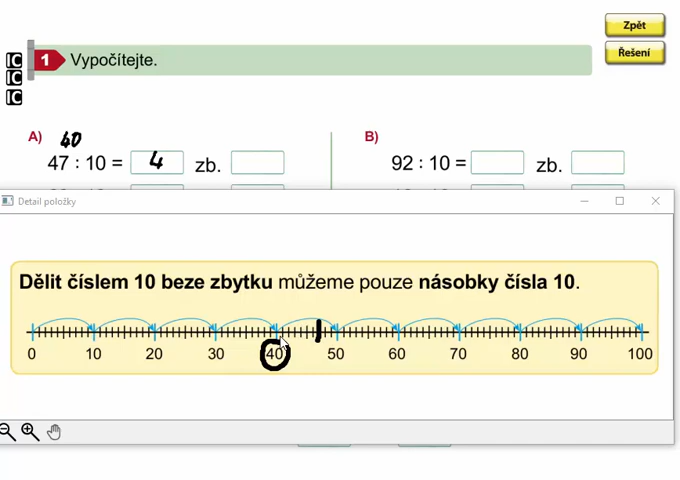 Zpět
1 Vypočítejte.
Řešení
A) 40 B)
47 : 10 = 4 zb. 92 : 10 = zb.
Detail položky
Dělit číslem 10 beze zbytku můžeme pouze násobky čísla 10.
0 10 20 30 40 50 60 70 80 90 100